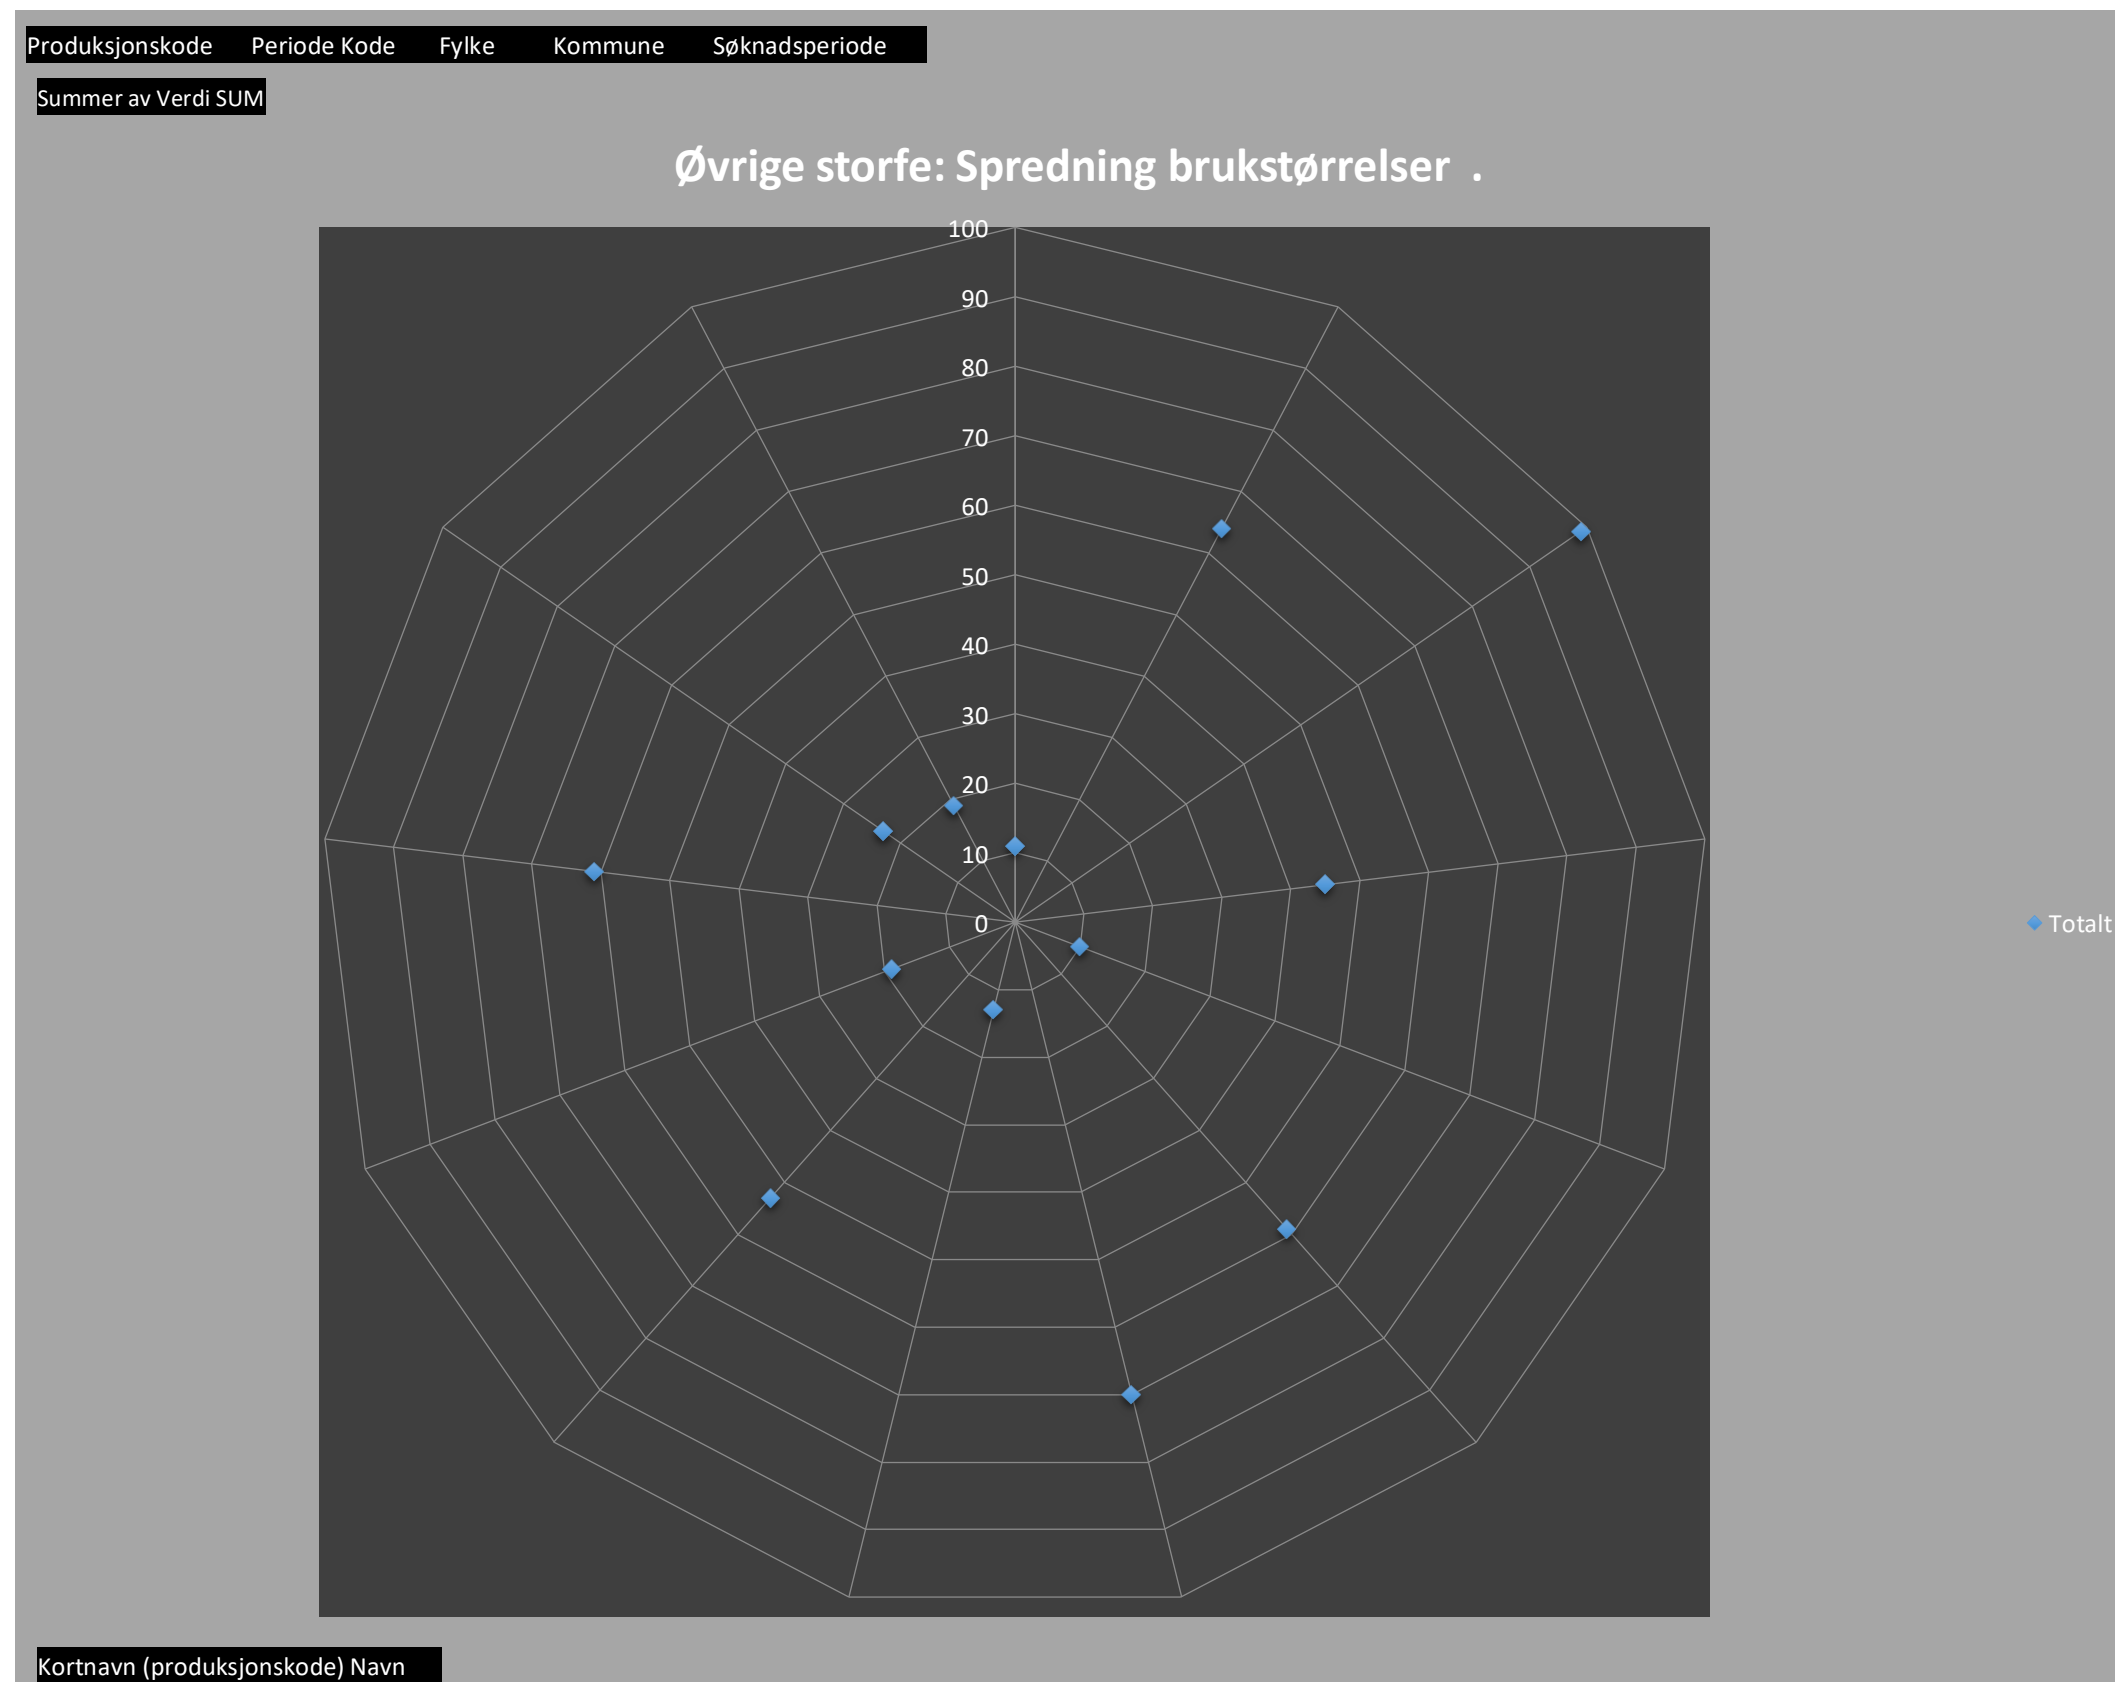 Produksjonskode Periode Kode Fylke Kommune Søknadsperiode
Summer av Verdi SUM
Øvrige storfe: Spredning brukstørrelser .
100
90
80
70
60
50
40
30
20
10
0
Totalt
Kortnavn (produksjonskode) Navn